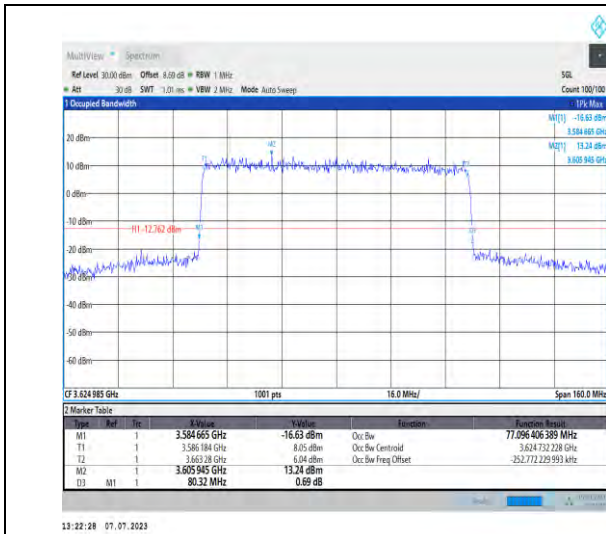 MultiView Spectrum
Ref Level 30.00 dBm Offset 8.69 dB RBW 1 MHz SGL
Att 30 dB SWT 1.01 ms VBW 2 MHz Mode Auto Sweep Count 100/100
1 Occupied Bandwidth 1Pk Max
M1[1] -16.63 dBm
3.584 665 GHz
20 dBm M2 M2[1] 13.24 dBm
3.605 945 GHz
T1
10 dBm
0 dBm
-10 dBm
H1 -12.762 dBm
M1
-20 dBm
-30 dBm
-40 dBm
-50 dBm
-60 dBm
CF 3.624 985 GHz 1001 pts 16.0 MHz/ Span 160.0 MHz
2 Marker Table
Type Ref Trc X-Value Y-Value Function Function Result
M1 1 3.584 665 GHz -16.63 dBm Occ Bw 77.096 406 389 MHz
T1 1 3.586 184 GHz 8.05 dBm Occ Bw Centroid 3.624 732 228 GHz
T2 1 3.663 28 GHz 6.04 dBm Occ Bw Freq Offset -252.772 229 993 kHz
M2 1 3.605 945 GHz 13.24 dBm
D3 M1 1 80.32 MHz 0.69 dB
13:22:28 07.07.2023